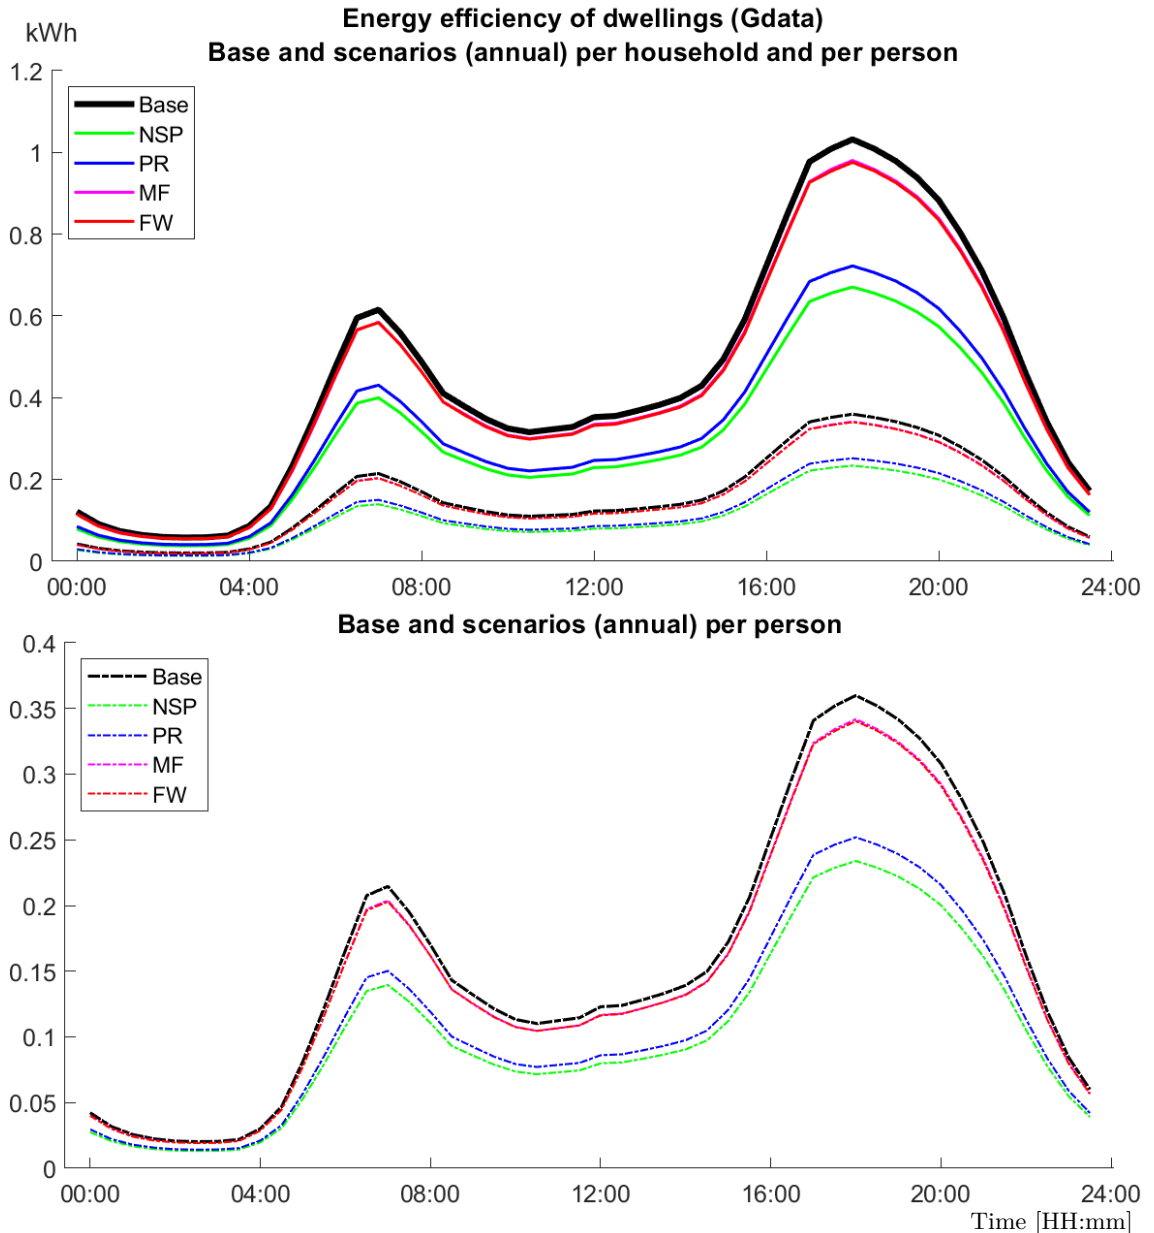 Energy efficiency of dwellings (Gdata)
kWh
Base and scenarios (annual) per household and per person
1.2
Base
NSP
PR
MF
FW
1
0.8
0.6
0.4
0.2
0
00:00 04:00 08:00 12:00 16:00 20:00 24:00
Base and scenarios (annual) per person
0.4
Base
NSP
PR
MF
FW
0.35
0.3
0.25
0.2
0.15
0.1
0.05
0
00:00 04:00 08:00 12:00 16:00 20:00 24:00
Time [HH:mm]